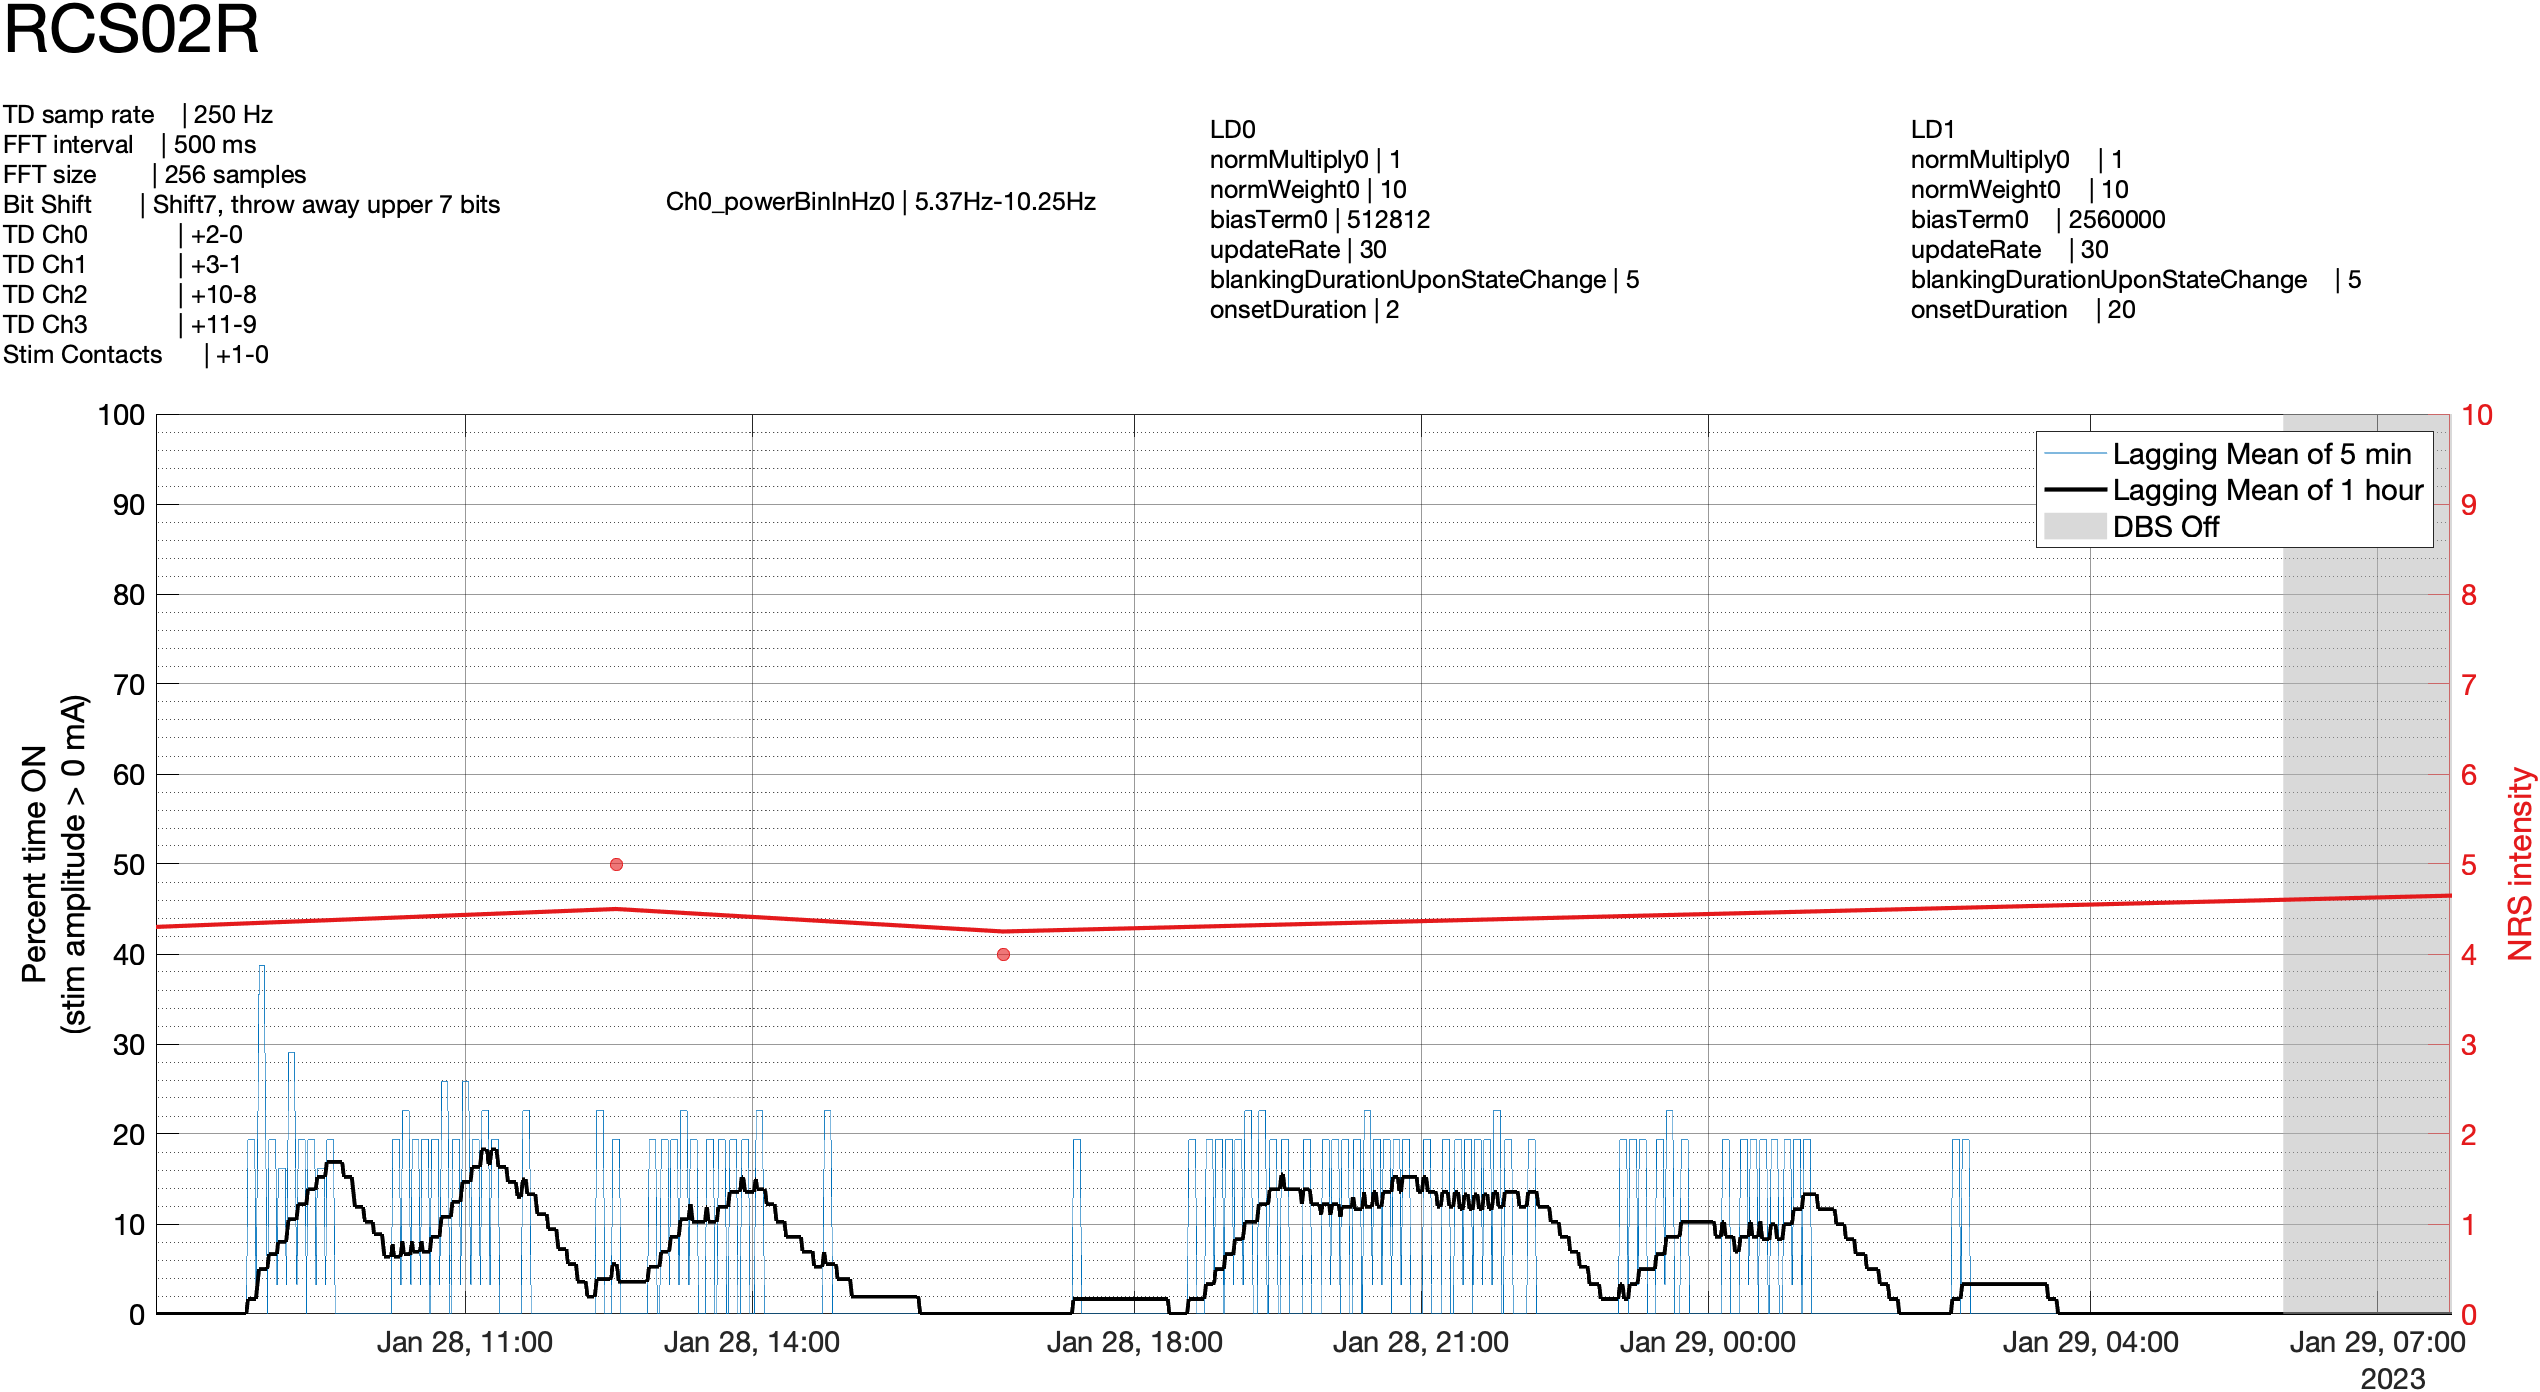 RCS02R
TD samp rate | 250 Hz
FFT interval | 500 ms
FFT size | 256 samples
Bit Shift | Shift7, throw away upper 7 bits
TD Ch0 | +2-0
TD Ch1 | +3-1
TD Ch2 | +10-8
TD Ch3 | +11-9
Stim Contacts | +1-0
Ch0_powerBinInHz0 | 5.37Hz-10.25Hz
LD0
normMultiply0 | 1
normWeight0 | 10
biasTerm0 | 512812
updateRate | 30
blankingDurationUponStateChange | 5
onsetDuration | 2
LD1
normMultiply0 | 1
normWeight0 | 10
biasTerm0 | 2560000
updateRate | 30
blankingDurationUponStateChange | 5
onsetDuration | 20
Percent time ON
(stim amplitude > 0 mA)
100
90
80
70
60
50
40
30
20
10
0
Lagging Mean of 5 min
Lagging Mean of 1 hour
DBS Off
10
9
8
7
6
5
4
3
2
1
0
NRS intensity
Jan 28, 11:00
Jan 28, 14:00
Jan 28, 18:00
Jan 28, 21:00
Jan 29, 00:00
Jan 29, 04:00
Jan 29, 07:00
2023